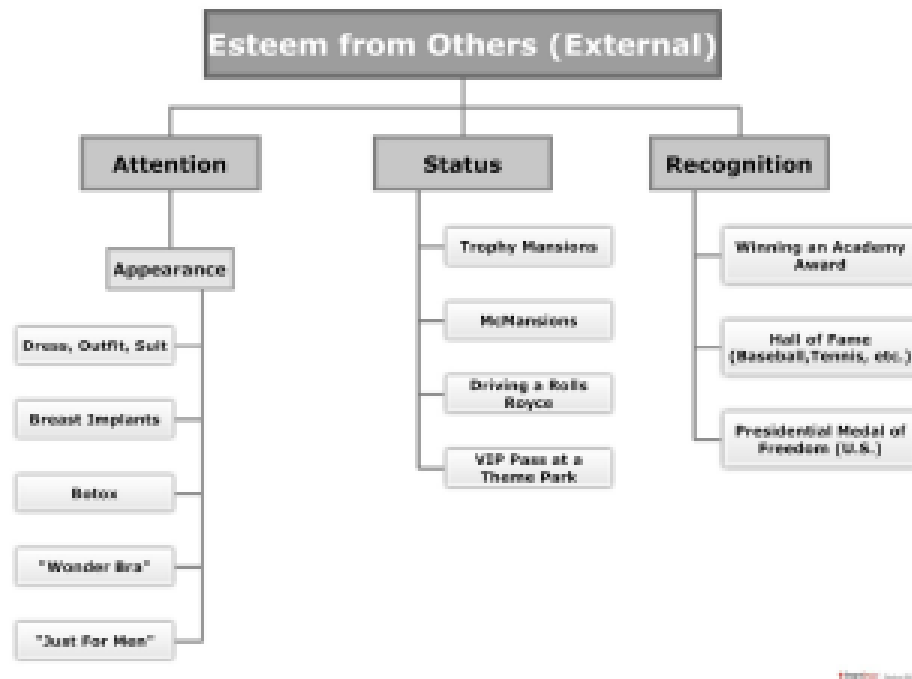 Esteem from Others (External)
Attention
Status
Recognition
Appearance
Dress, Outfit, Suit
Breast Implants
Botox
"Wonder Bra"
"Just For Men"
Trophy Mansions
McMansions
Driving a Rolls
Royce
VIP Pass at a
Theme Park
Winning an Academy
Award
Hall of Fame
(Baseball,Tennis, etc.)
Presidential Medal of
Freedom (U.S.)